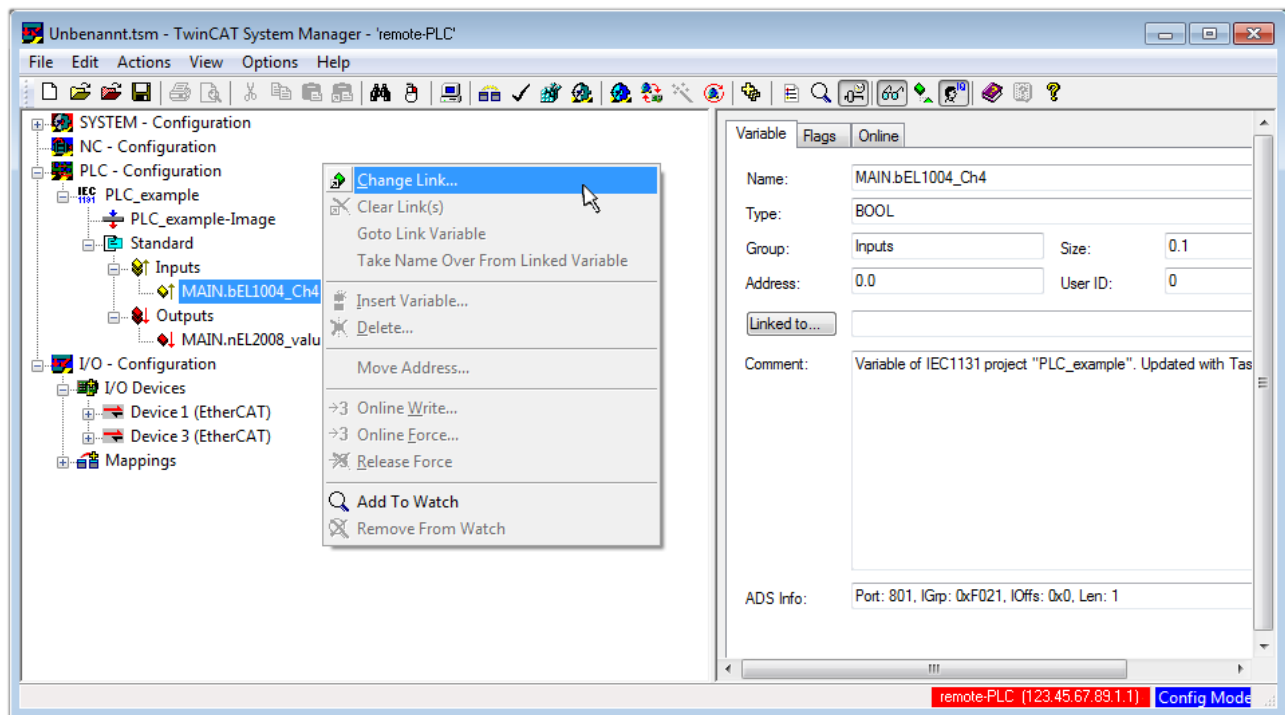 Unbenannt.tsm - TwinCAT System Manager - 'remote-PLC'
File Edit Actions View Options Help
SYSTEM - Configuration
NC - Configuration
PLC - Configuration
IEC
1131
PLC_example
PLC_example-Image
Standard
Inputs
MAIN.bEL1004_Ch4
Outputs
MAIN.nEL2008_valu
I/O - Configuration
I/O Devices
Device 1 (EtherCAT)
Device 3 (EtherCAT)
Mappings
Change Link...
Clear Link(s)
Goto Link Variable
Take Name Over From Linked Variable
Insert Variable...
Delete...
Move Address...
→3 Online Write...
→3 Online Force...
Release Force
Add To Watch
Remove From Watch
Variable Flags Online
Name: MAIN.bEL1004_Ch4
Type: BOOL
Group: Inputs Size: 0.1
Address: 0.0 User ID: 0
Linked to...
Comment: Variable of IEC1131 project "PLC_example". Updated with Tas
ADS Info: Port: 801, IGrp: 0xF021, IOffs: 0x0, Len: 1
remote-PLC (123.45.67.89.1.1) Config Mode